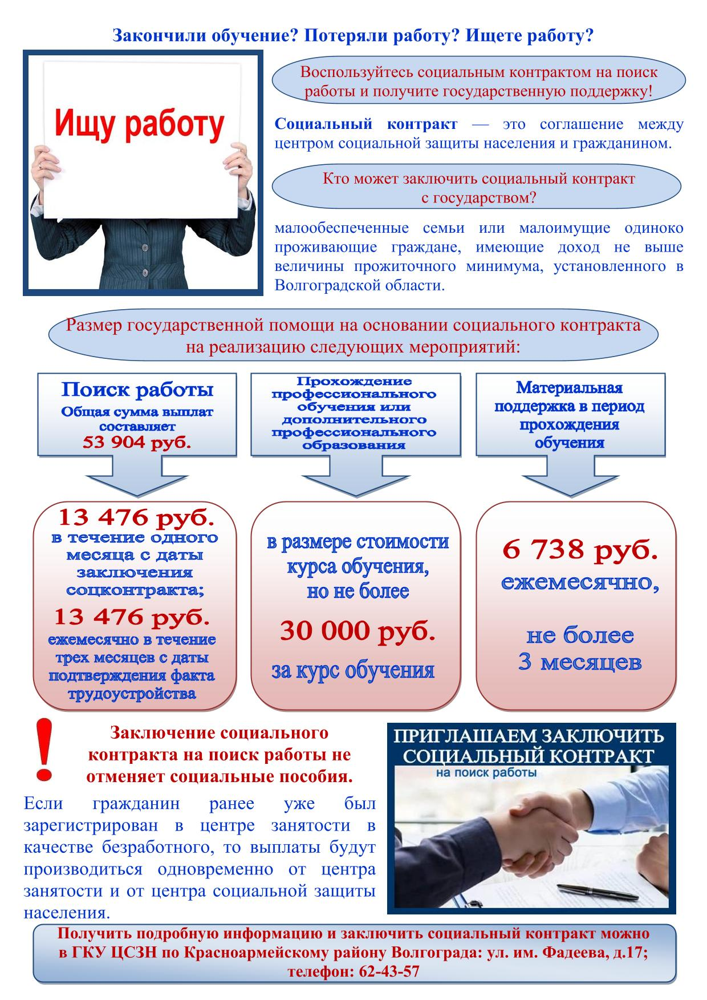 Закончили обучение? Потеряли работу? Ищете работу?
Ищу работу
Воспользуйтесь социальным контрактом на поиск
работы и получите государственную поддержку!
Социальный контракт — это соглашение между
центром социальной защиты населения и гражданином.
Кто может заключить социальный контракт
с государством?
малообеспеченные семьи или малоимущие одиноко
проживающие граждане, имеющие доход не выше
величины прожиточного минимума, установленного в
Волгоградской области.
Размер государственной помощи на основании социального контракта
на реализацию следующих мероприятий:
Поиск работы
Общая сумма выплат
составляет
53 904 руб.
13 476 руб.
в течение одного
месяца с даты
заключения
соцконтракта;
13 476 руб.
ежемесячно в течение
трех месяцев с даты
подтверждения факта
трудоустройства
Прохождение
профессионального
обучения или
дополнительного
профессионального
образования
в размере стоимости
курса обучения,
но не более
30 000 руб.
за курс обучения
Материальная
поддержка в период
прохождения
обучения
6 738 руб.
ежемесячно,
не более
3 месяцев
!
Заключение социального
контракта на поиск работы не
отменяет социальные пособия.
Если гражданин ранее уже был
зарегистрирован в центре занятости в
качестве безработного, то выплаты будут
производиться одновременно от центра
занятости и от центра социальной защиты
населения.
ПРИГЛАШАЕМ ЗАКЛЮЧИТЬ
СОЦИАЛЬНЫЙ КОНТРАКТ
на поиск работы
Получить подробную информацию и заключить социальный контракт можно
в ГКУ ЦСЗН по Красноармейскому району Волгограда: ул. им. Фадеева, д.17;
телефон: 62-43-57